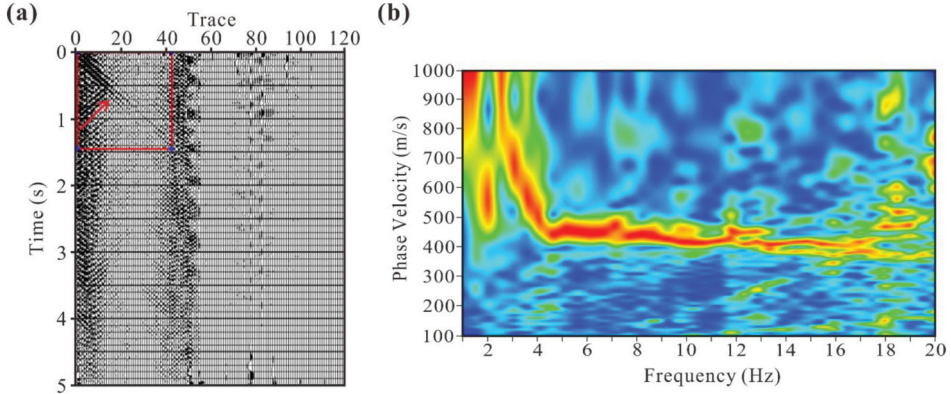 (a)
Trace
0 20 40 60 80 100 120
0
1
2
3
4
5
Time (s)
(b)
1000
900
800
700
600
500
400
300
200
100
Phase Velocity (m/s)
2 4 6 8 10 12 14 16 18 20
Frequency (Hz)